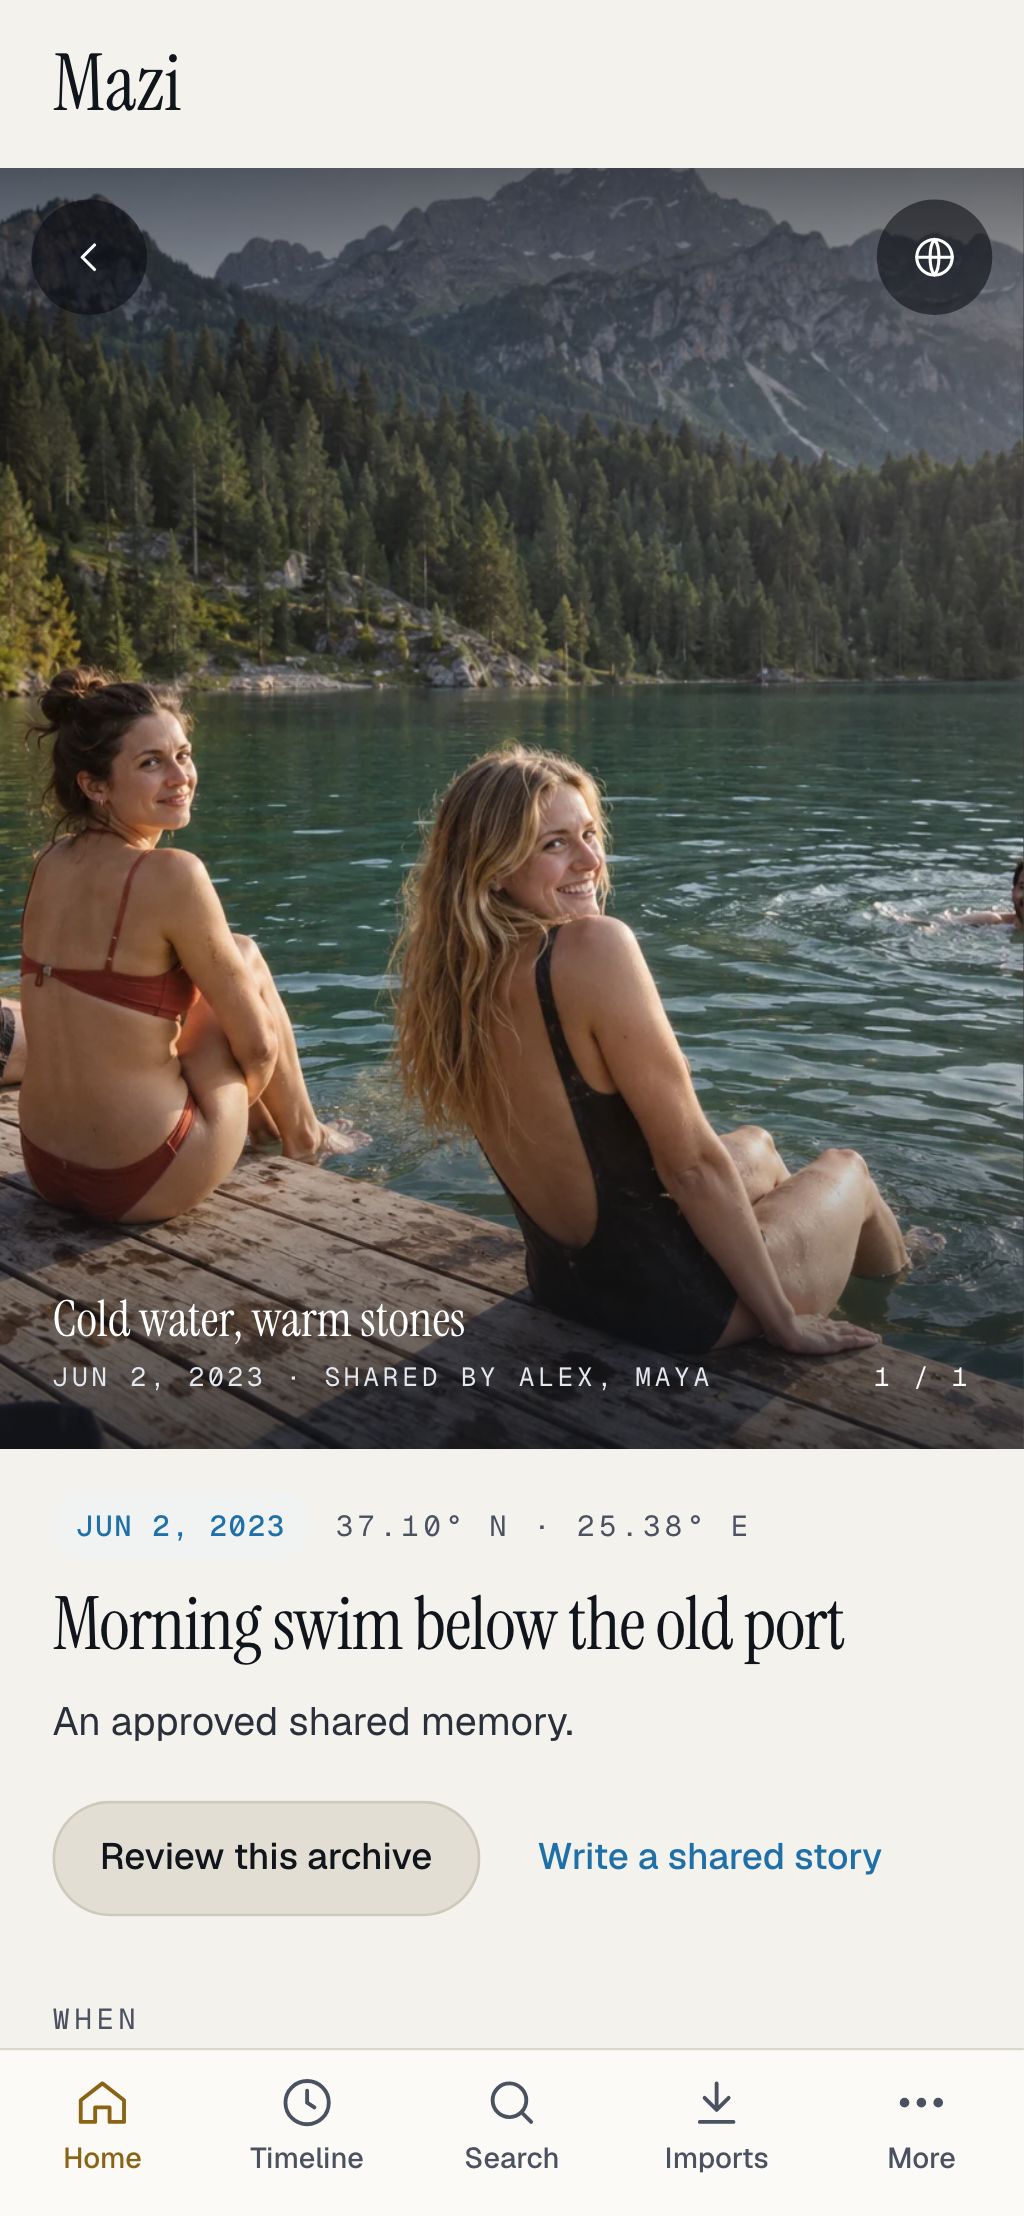 Mazi
Cold water, warm stones
JUN 2, 2023 · SHARED BY ALEX, MAYA 1 / 1
JUN 2, 2023 37.10° N · 25.38° E
Morning swim below the old port
An approved shared memory.
Review this archive Write a shared story
WHEN
Home Timeline Search Imports More